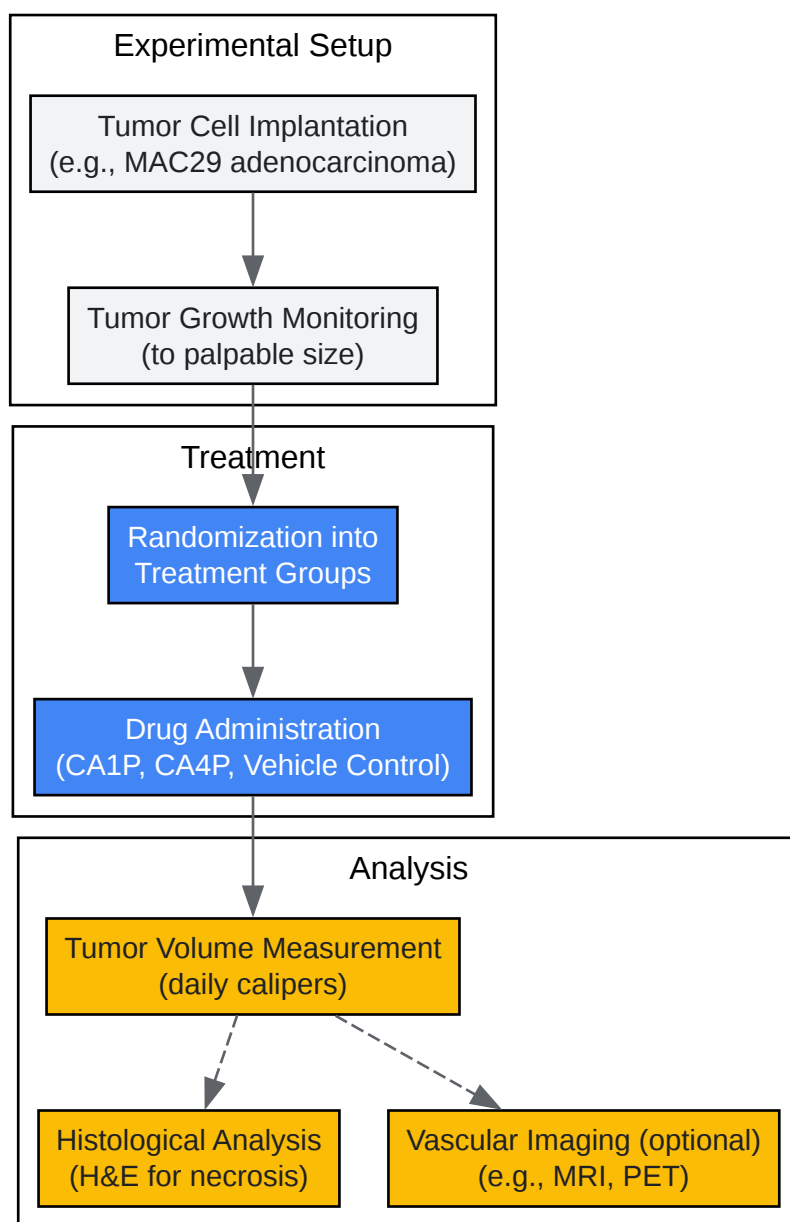 Experimental Setup
Tumor Cell Implantation
(e.g., MAC29 adenocarcinoma)
Tumor Growth Monitoring
(to palpable size)
Treatment
Randomization into
Treatment Groups
Drug Administration
(CA1P, CA4P, Vehicle Control)
Analysis
Tumor Volume Measurement
(daily calipers)
Histological Analysis
(H&E for necrosis)
Vascular Imaging (optional)
(e.g., MRI, PET)